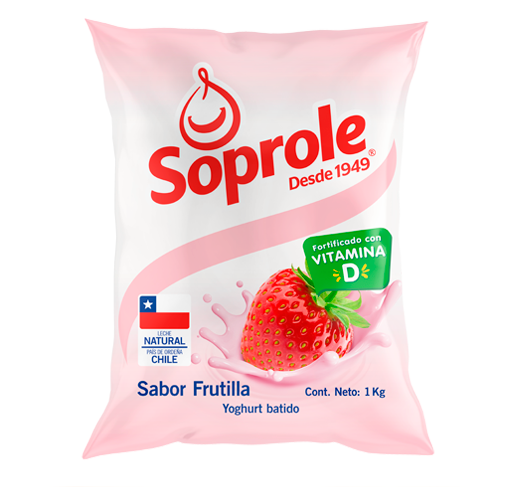 Soprole®
Desde 1949
Fortificado con
VITAMINA
D
LECHE
NATURAL
PAÍS DE ORDEÑA
CHILE
Sabor Frutilla
Cont. Neto: 1 Kg
Yoghurt batido